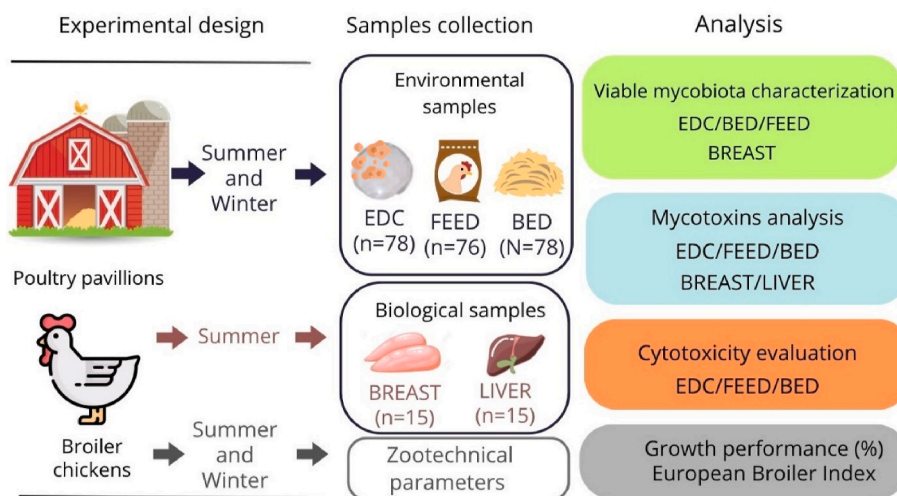 Experimental design
Samples collection
Analysis
Summer
and
Winter
Poultry pavillions
Environmental
samples
EDC
(n=78)
FEED
(n=76)
BED
(N=78)
Viable mycobiota characterization
EDC/BED/FEED
BREAST
Mycotoxins analysis
EDC/FEED/BED
BREAST/LIVER
Summer
Biological samples
BREAST
(n=15)
LIVER
(n=15)
Cytotoxicity evaluation
EDC/FEED/BED
Broiler
chickens
Summer
and
Winter
Zootechnical
parameters
Growth performance (%)
European Broiler Index